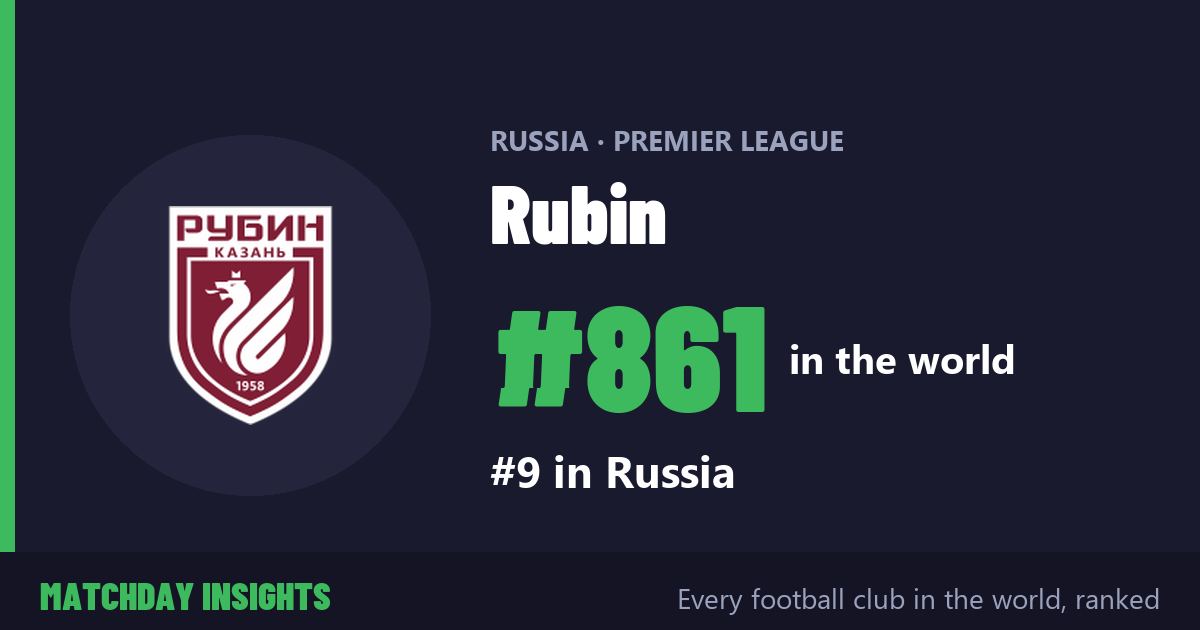 РУБИН
КАЗАНЬ
1958
RUSSIA · PREMIER LEAGUE
Rubin
#861 in the world
#9 in Russia
MATCHDAY INSIGHTS
Every football club in the world, ranked